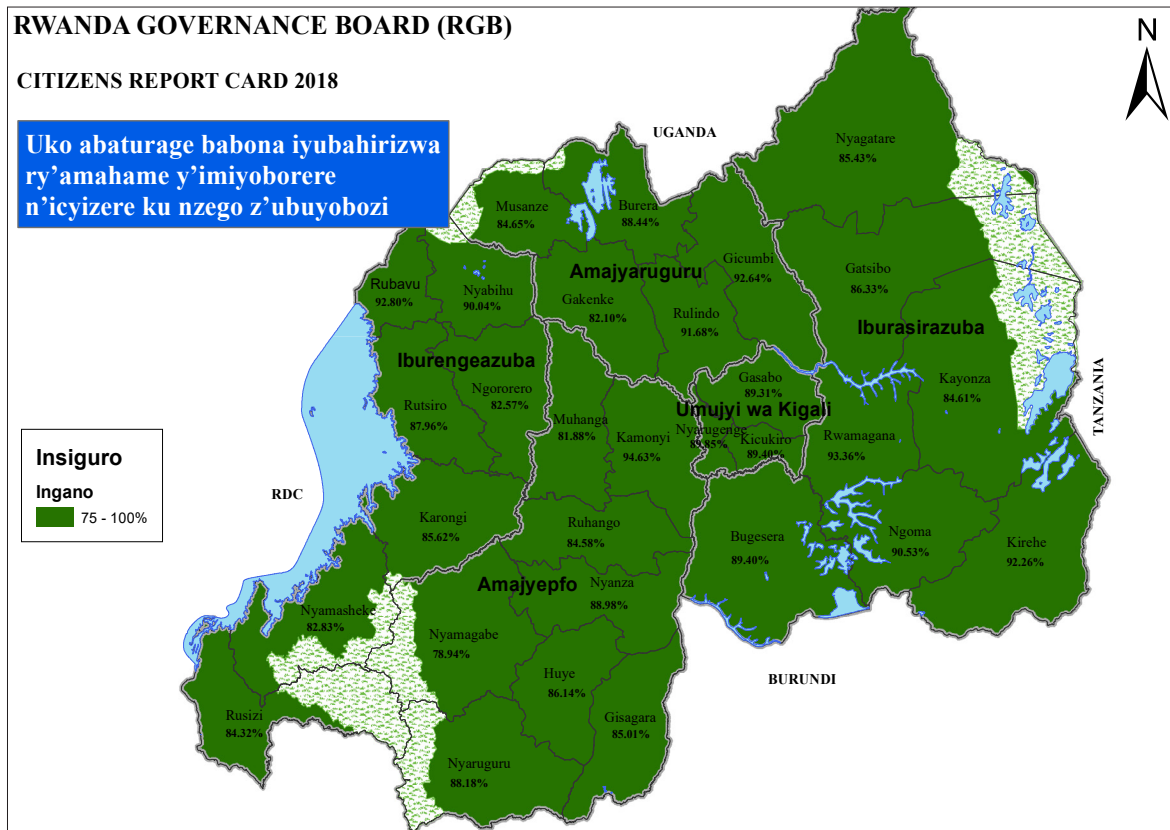 RWANDA GOVERNANCE BOARD (RGB)
CITIZENS REPORT CARD 2018
Uko abaturage babona iyubahirizwa
ry’amahame y’imiyoborere
n’icyizere ku nzego z’ubuyobozi
N
UGANDA
Nyagatare
85.43%
Musanze
84.65%
Burera
88.44%
Gicumbi
92.64%
Gatsibo
86.33%
Amajyaruguru
Rubavu
92.80%
Nyabihu
90.04%
Gakenke
82.10%
Rulindo
91.68%
Iburasirazuba
Iburengeazuba
Ngororero
82.57%
Rutsiro
87.96%
Gasabo
89.31%
Kayonza
84.61%
TANZANIA
Umujyi wa Kigali
Muhanga
81.88%
Kamonyi
94.63%
Nyarugenge
89.85%
Kicukiro
89.40%
Rwamagana
93.36%
Insiguro
Ingano
75 - 100%
RDC
Karongi
85.62%
Ruhango
84.58%
Bugesera
89.40%
Ngoma
90.53%
Kirehe
92.26%
Amajyepfo
Nyanza
88.98%
Nyamasheke
82.83%
Nyamagabe
78.94%
Huye
86.14%
BURUNDI
Rusizi
84.32%
Gisagara
85.01%
Nyaruguru
88.18%